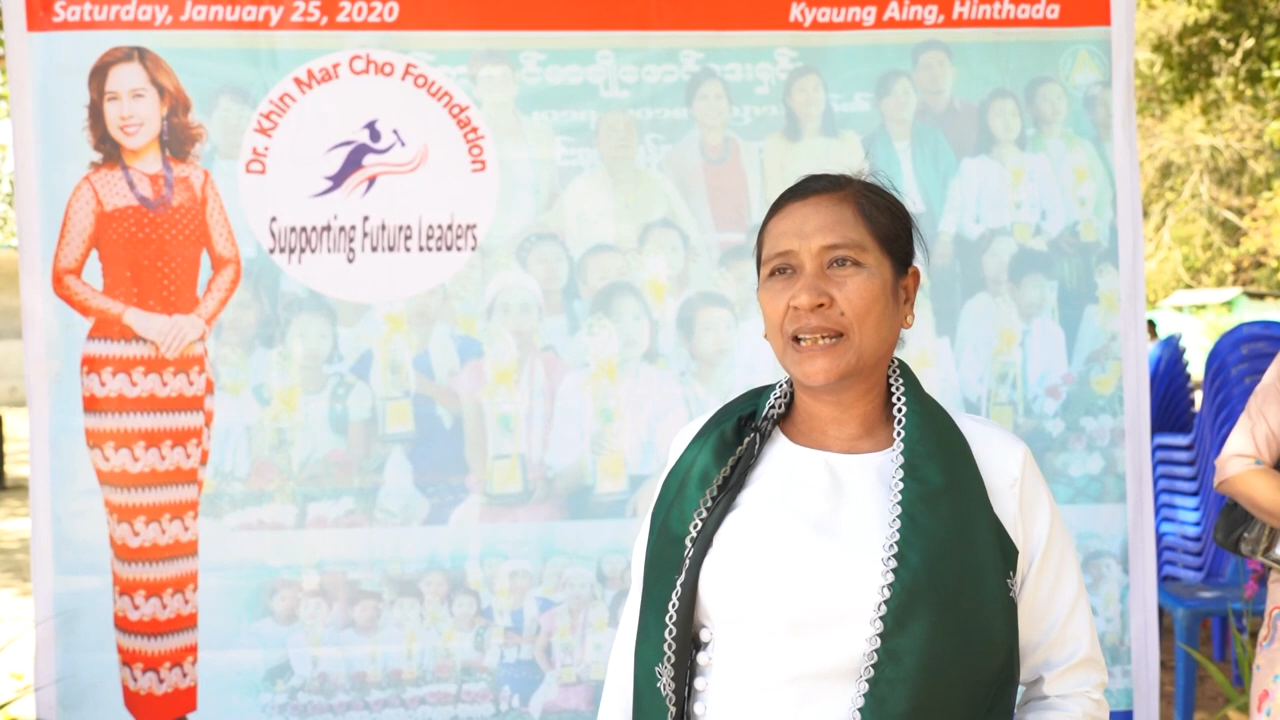 Saturday, January 25, 2020
Kyaung Aing, Hinthada
Dr. Khin Mar Cho Foundation
Supporting Future Leaders